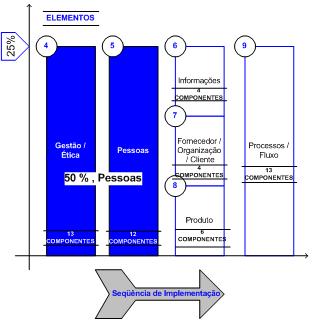 ELEMENTOS
25%
4
5
6
9
Informações
4
COMPONENTES
7
Gestão /
Ética
Pessoas
Fornecedor /
Organização
/ Cliente
Processos /
Fluxo
4
COMPONENTES
13
COMPONENTES
50 % , Pessoas
8
Produto
6
COMPONENTES
13
COMPONENTES
12
COMPONENTES
Seqüência de Implementação